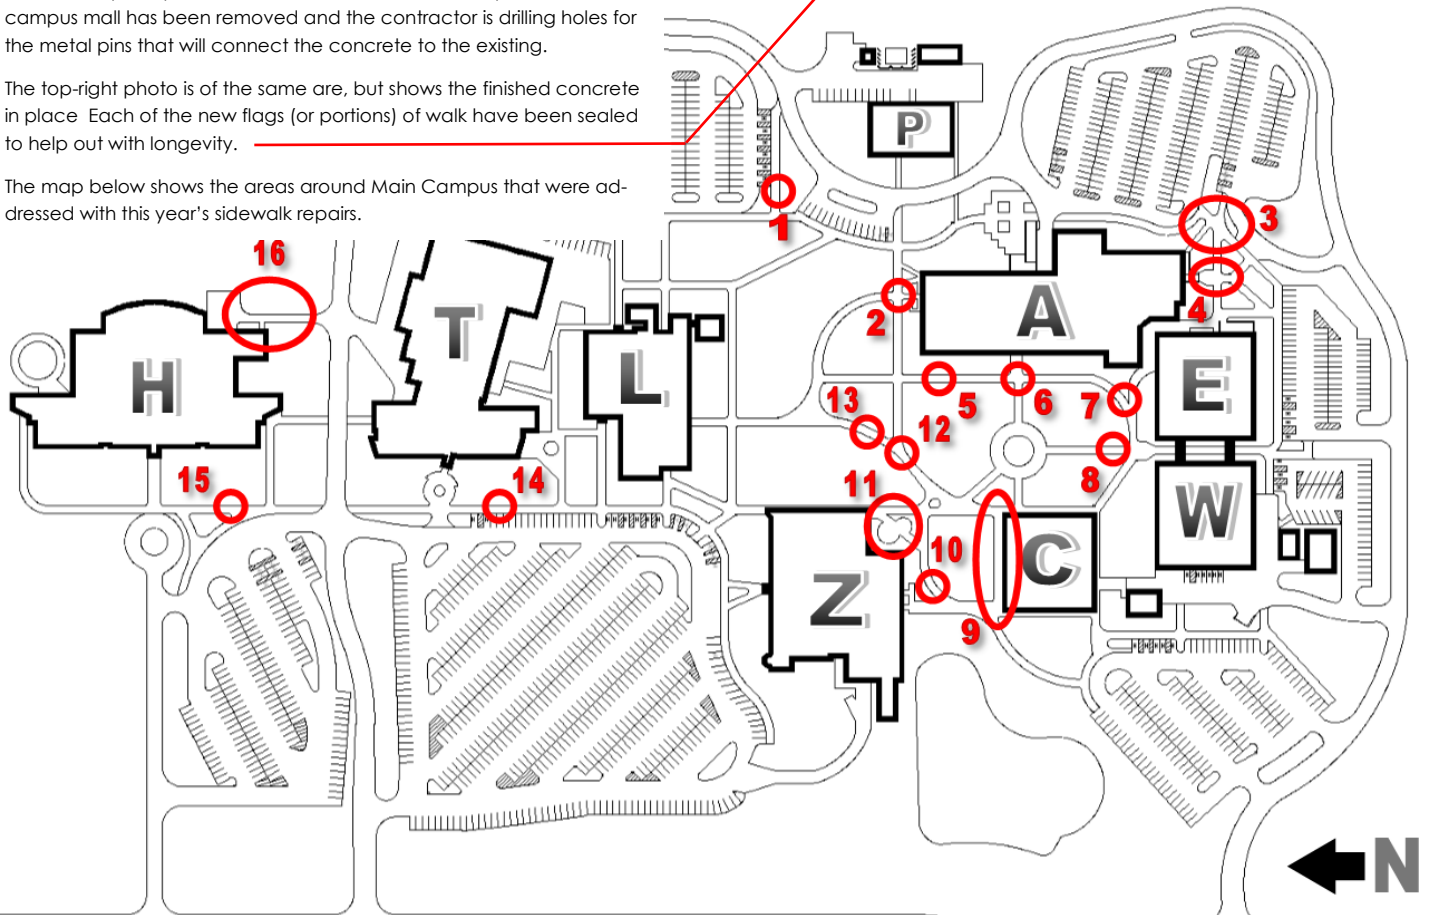 campus mall has been removed and the contractor is drilling holes for
the metal pins that will connect the concrete to the existing.
The top-right photo is of the same are, but shows the finished concrete
in place  Each of the new flags (or portions) of walk have been sealed
to help out with longevity.
The map below shows the areas around Main Campus that were ad-
dressed with this year's sidewalk repairs.
P
1
3
16
4
2
A
T
H
L
E
5
6
7
13
12
8
15
14
11
W
10
C
Z
9
N